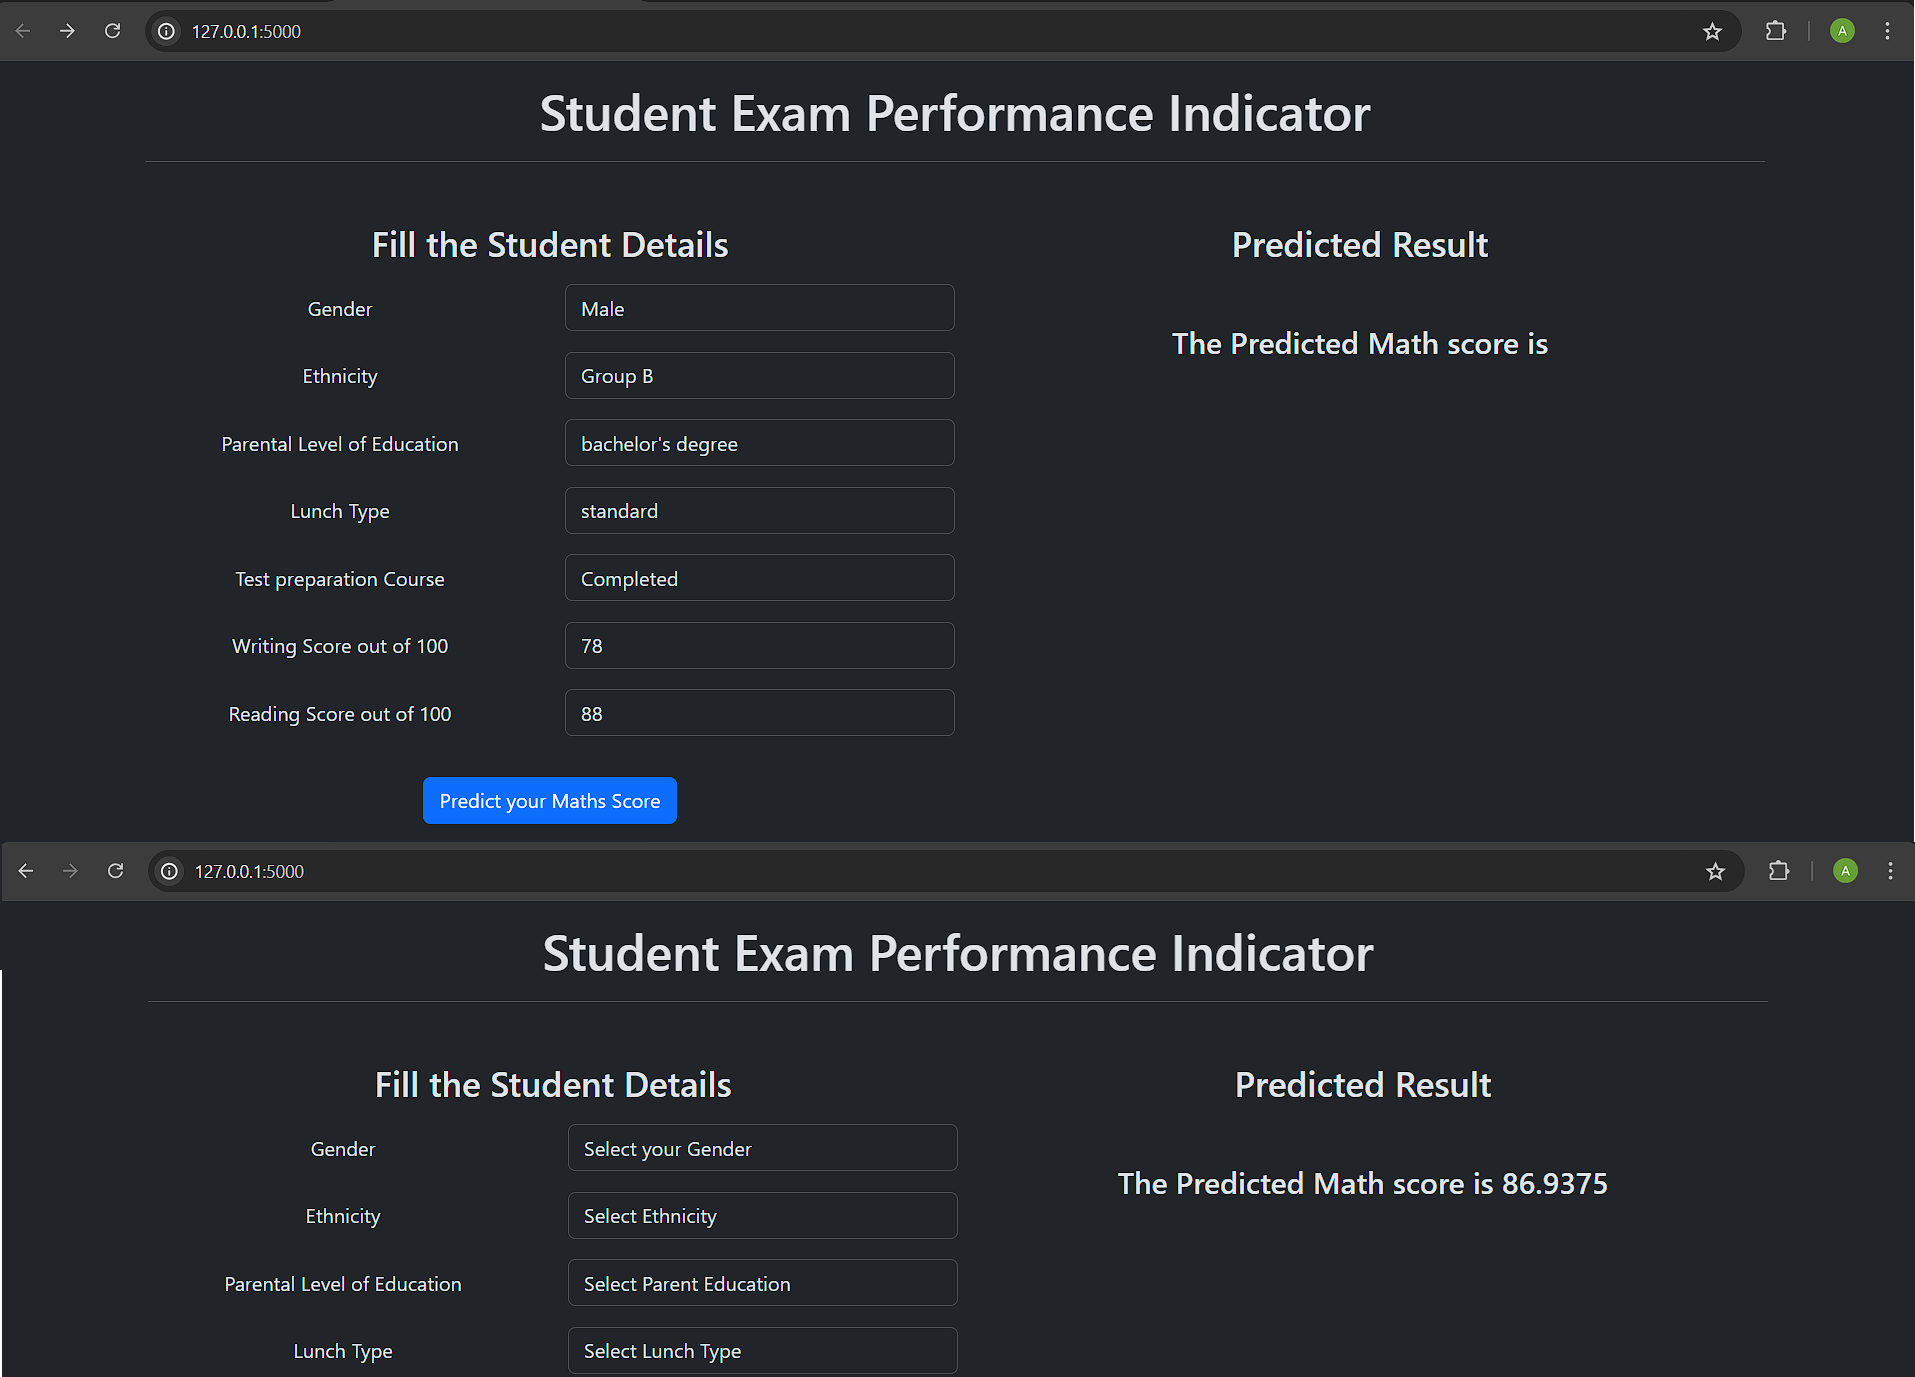 127.0.0.1:5000
A
Student Exam Performance Indicator
Fill the Student Details
Predicted Result
Gender
Male
The Predicted Math score is
Ethnicity
Group B
Parental Level of Education
bachelor's degree
Lunch Type
standard
Test preparation Course
Completed
Writing Score out of 100
78
Reading Score out of 100
88
Predict your Maths Score
127.0.0.1:5000
A
Student Exam Performance Indicator
Fill the Student Details
Predicted Result
Gender
Select your Gender
The Predicted Math score is 86.9375
Ethnicity
Select Ethnicity
Parental Level of Education
Select Parent Education
Lunch Type
Select Lunch Type